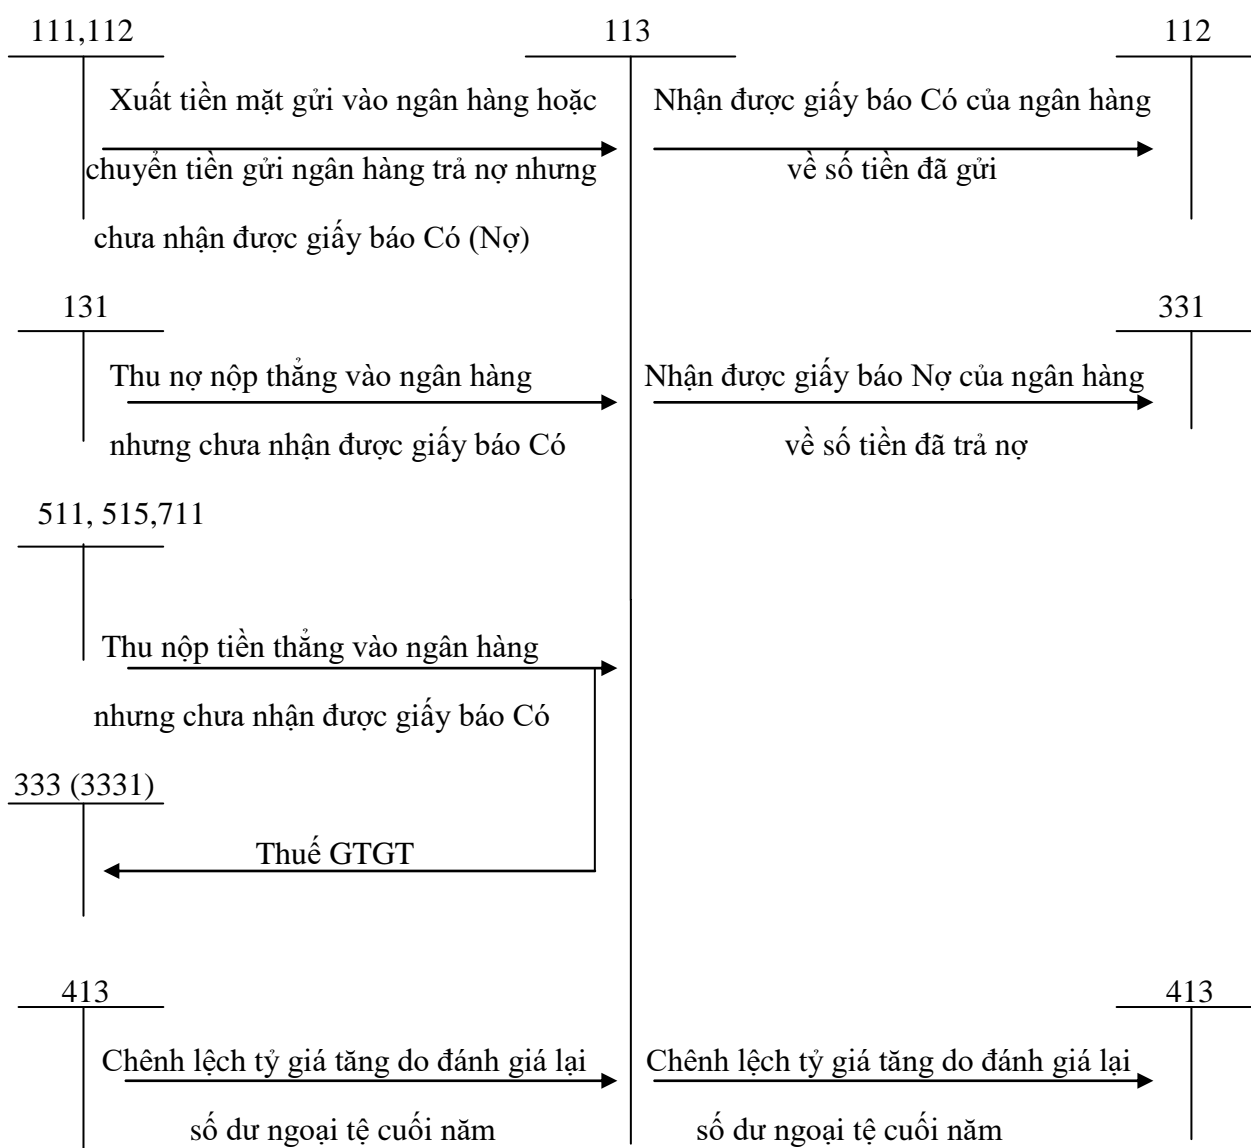 111,112
113
112
Xuất tiền mặt gửi vào ngân hàng hoặc
chuyển tiền gửi ngân hàng trả nợ nhưng
chưa nhận được giấy báo Có (Nợ)
Nhận được giấy báo Có của ngân hàng
về số tiền đã gửi
131
331
Thu nợ nộp thẳng vào ngân hàng
nhưng chưa nhận được giấy báo Có
Nhận được giấy báo Nợ của ngân hàng
về số tiền đã trả nợ
511, 515,711
Thu nộp tiền thẳng vào ngân hàng
nhưng chưa nhận được giấy báo Có
333 (3331)
Thuế GTGT
413
413
Chênh lệch tỷ giá tăng do đánh giá lại
số dư ngoại tệ cuối năm
Chênh lệch tỷ giá tăng do đánh giá lại
số dư ngoại tệ cuối năm